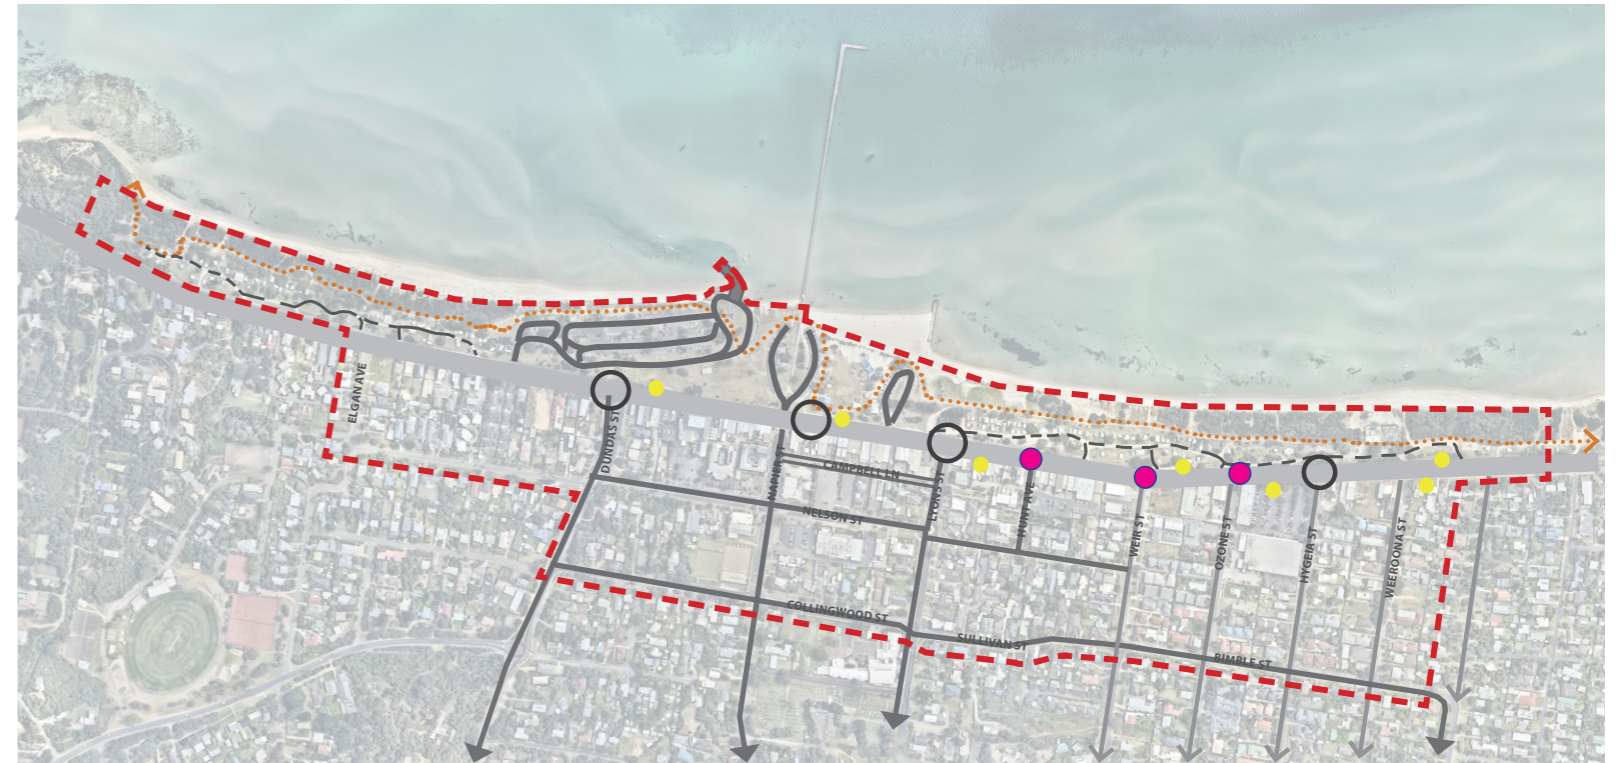 ELGAN AVE
DUNDAS ST
NAPIER ST
CAMPBELL LN
LYONS ST
NELSON ST
HUNT AVE
WEIR ST
OZONE ST
HYGEIA ST
WEEROONA ST
COLLINGWOOD ST
SULLIVAN ST
BIMBLE ST